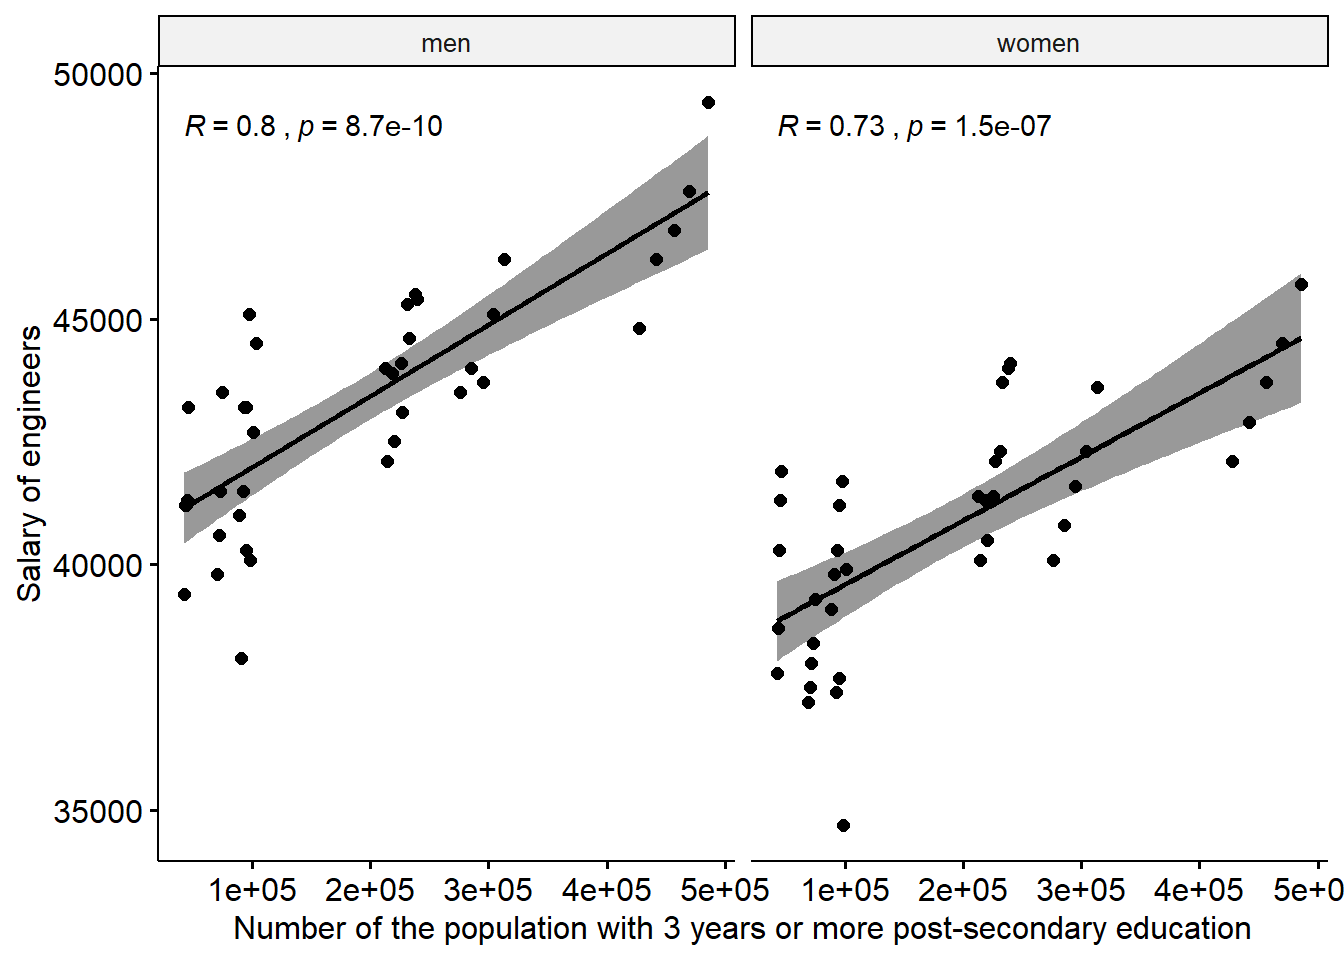 men
women
50000
45000
40000
35000
R = 0.8 , p = 8.7e-10
R = 0.73 , p = 1.5e-07
Salary of engineers
1e+05 2e+05 3e+05 4e+05 5e+05
1e+05 2e+05 3e+05 4e+05 5e+0
Number of the population with 3 years or more post-secondary education